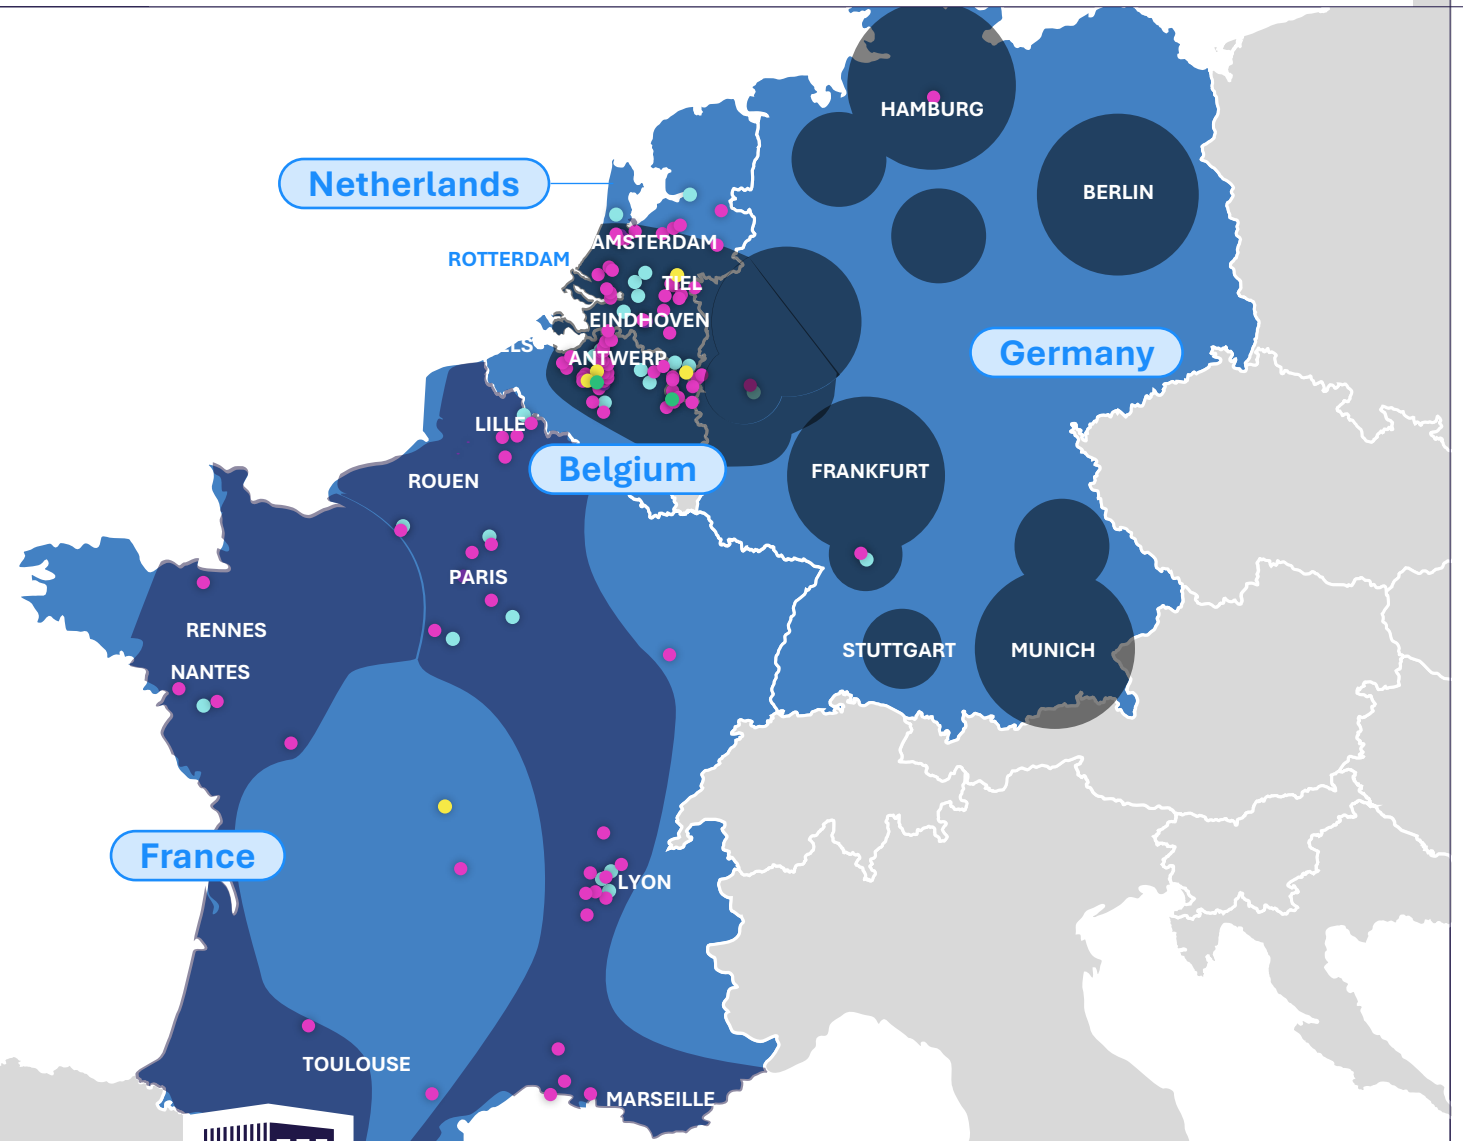 HAMBURG
Netherlands
BERLIN
AMSTERDAM
ROTTERDAM
TIEL
EINDHOVEN
ELS
ANTWERP
Germany
LILLE
Belgium
FRANKFURT
ROUEN
PARIS
RENNES
STUTTGART
MUNICH
NANTES
France
LYON
TOULOUSE
MARSEILLE